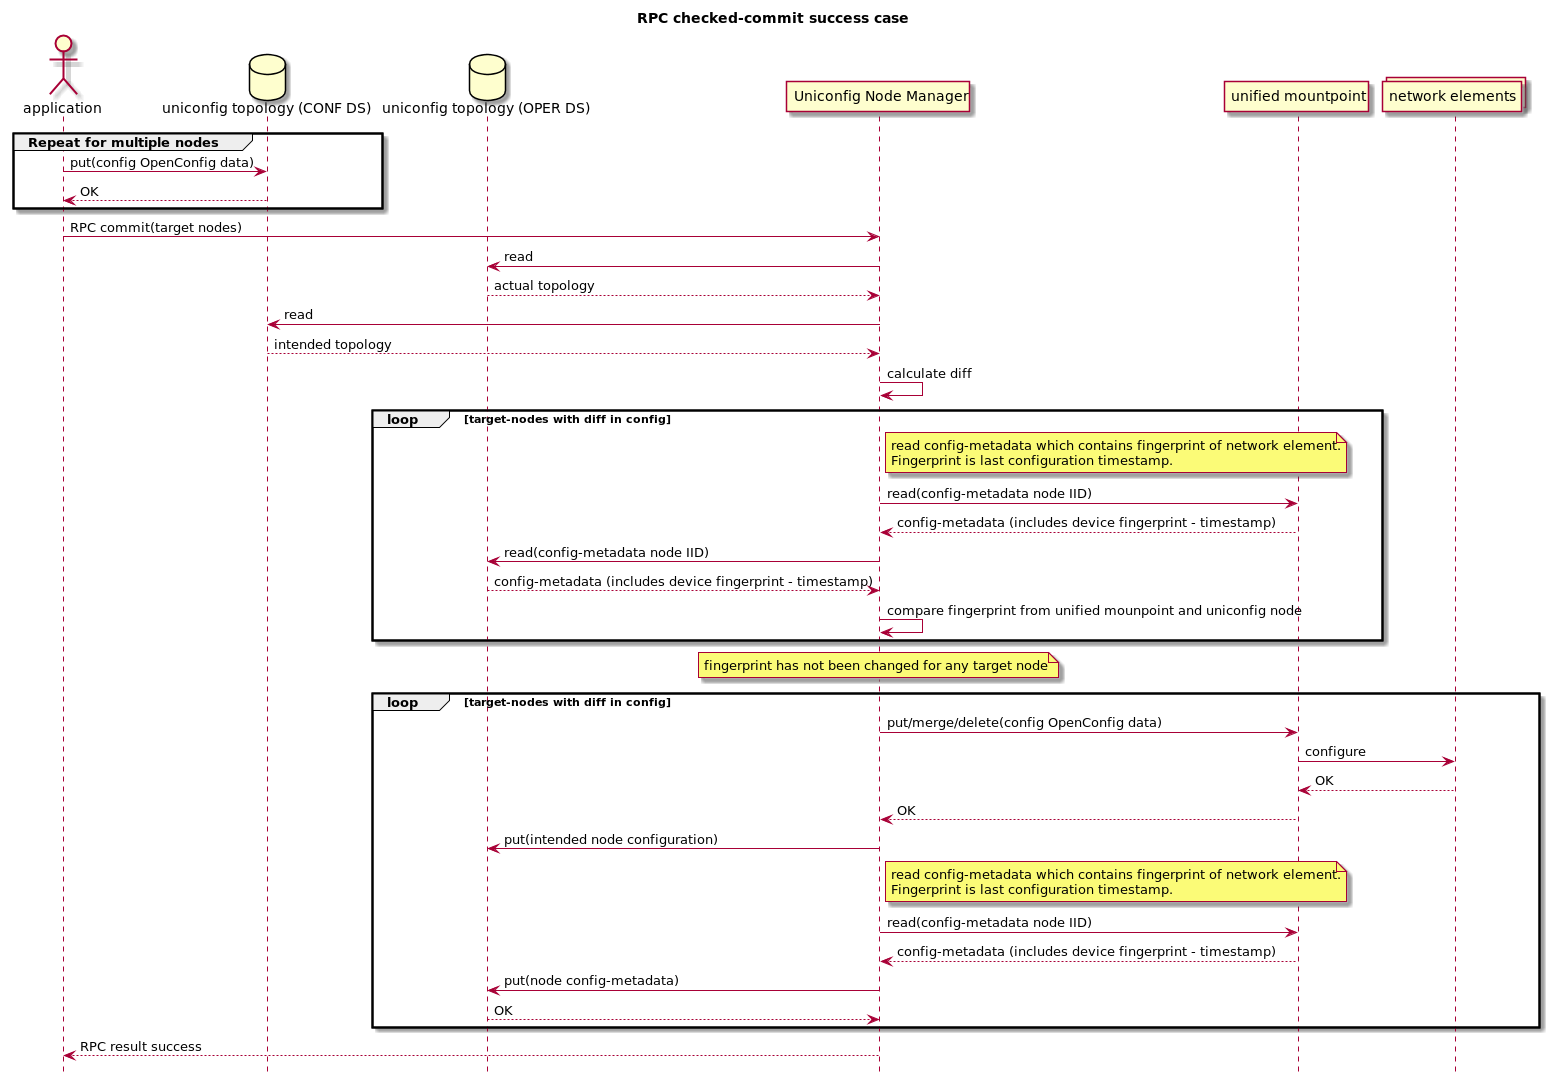 RPC checked-commit success case
application
uniconfig topology (CONF DS)
uniconfig topology (OPER DS)
Uniconfig Node Manager
unified mountpoint
network elements
Repeat for multiple nodes
put(config OpenConfig data)
OK
RPC commit(target nodes)
read
actual topology
read
intended topology
calculate diff
loop [target-nodes with diff in config]
read config-metadata which contains fingerprint of network element.
Fingerprint is last configuration timestamp.
read(config-metadata node IID)
config-metadata (includes device fingerprint - timestamp)
read(config-metadata node IID)
config-metadata (includes device fingerprint - timestamp)
compare fingerprint from unified mounpoint and uniconfig node
fingerprint has not been changed for any target node
loop [target-nodes with diff in config]
put/merge/delete(config OpenConfig data)
configure
OK
OK
put(intended node configuration)
read config-metadata which contains fingerprint of network element.
Fingerprint is last configuration timestamp.
read(config-metadata node IID)
config-metadata (includes device fingerprint - timestamp)
put(node config-metadata)
OK
RPC result success